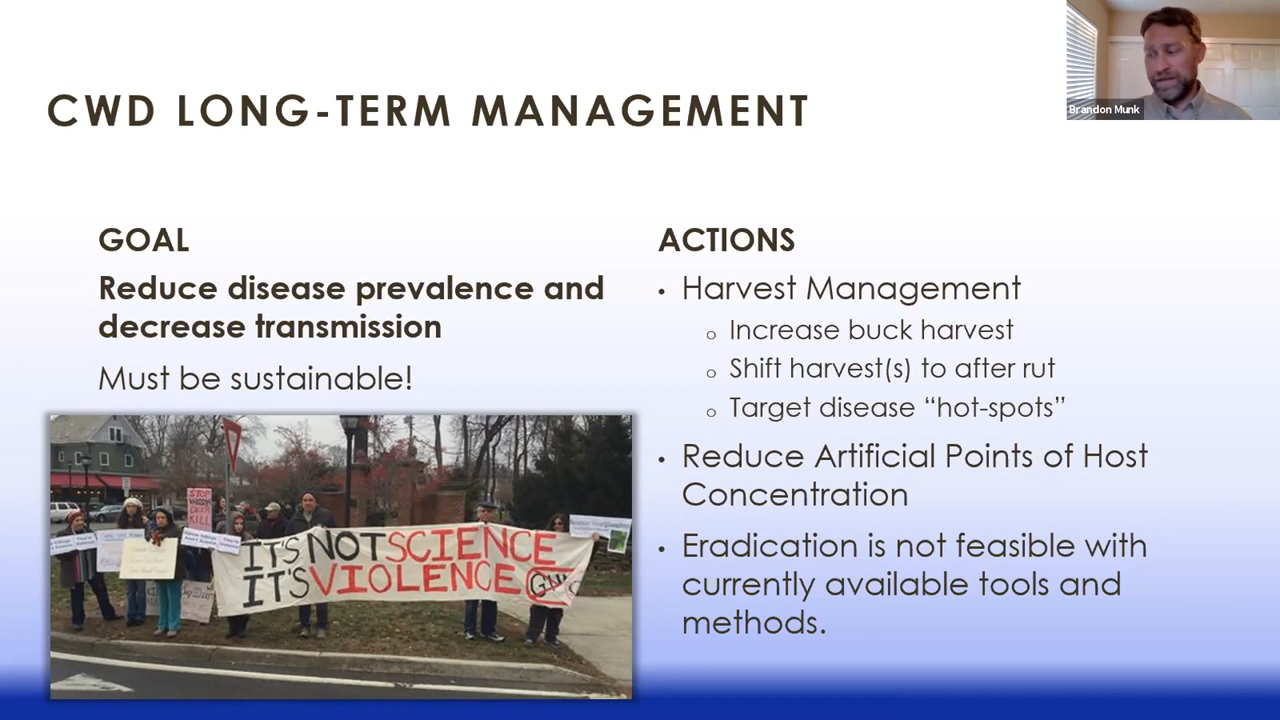 Brandon Munk
CWD LONG-TERM MANAGEMENT
GOAL
Reduce disease prevalence and
decrease transmission
Must be sustainable!
STOP
KILL
IT'S NOT SCIENCE
IT'S VIOLENCE
ACTIONS
• Harvest Management
o Increase buck harvest
o Shift harvest(s) to after rut
o Target disease “hot-spots”
• Reduce Artificial Points of Host
Concentration
• Eradication is not feasible with
currently available tools and
methods.